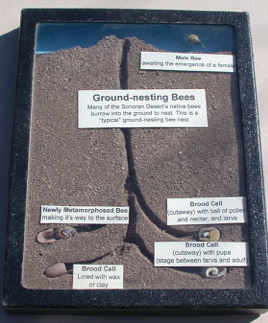 Male Bee
awaiting the emergence of a female
Ground-nesting Bees
Many of the Sonoran Desert's native bees
burrow into the ground to nest. This is a
"typical" ground-nesting bee nest.
Newly Metamorphosed Bee
making it's way to the surface
Brood Cell
(cutaway) with ball of pollen
and nectar, and larva
Brood Cell
(cutaway) with pupa
(stage between larva and adult)
Brood Cell
Lined with wax
or clay